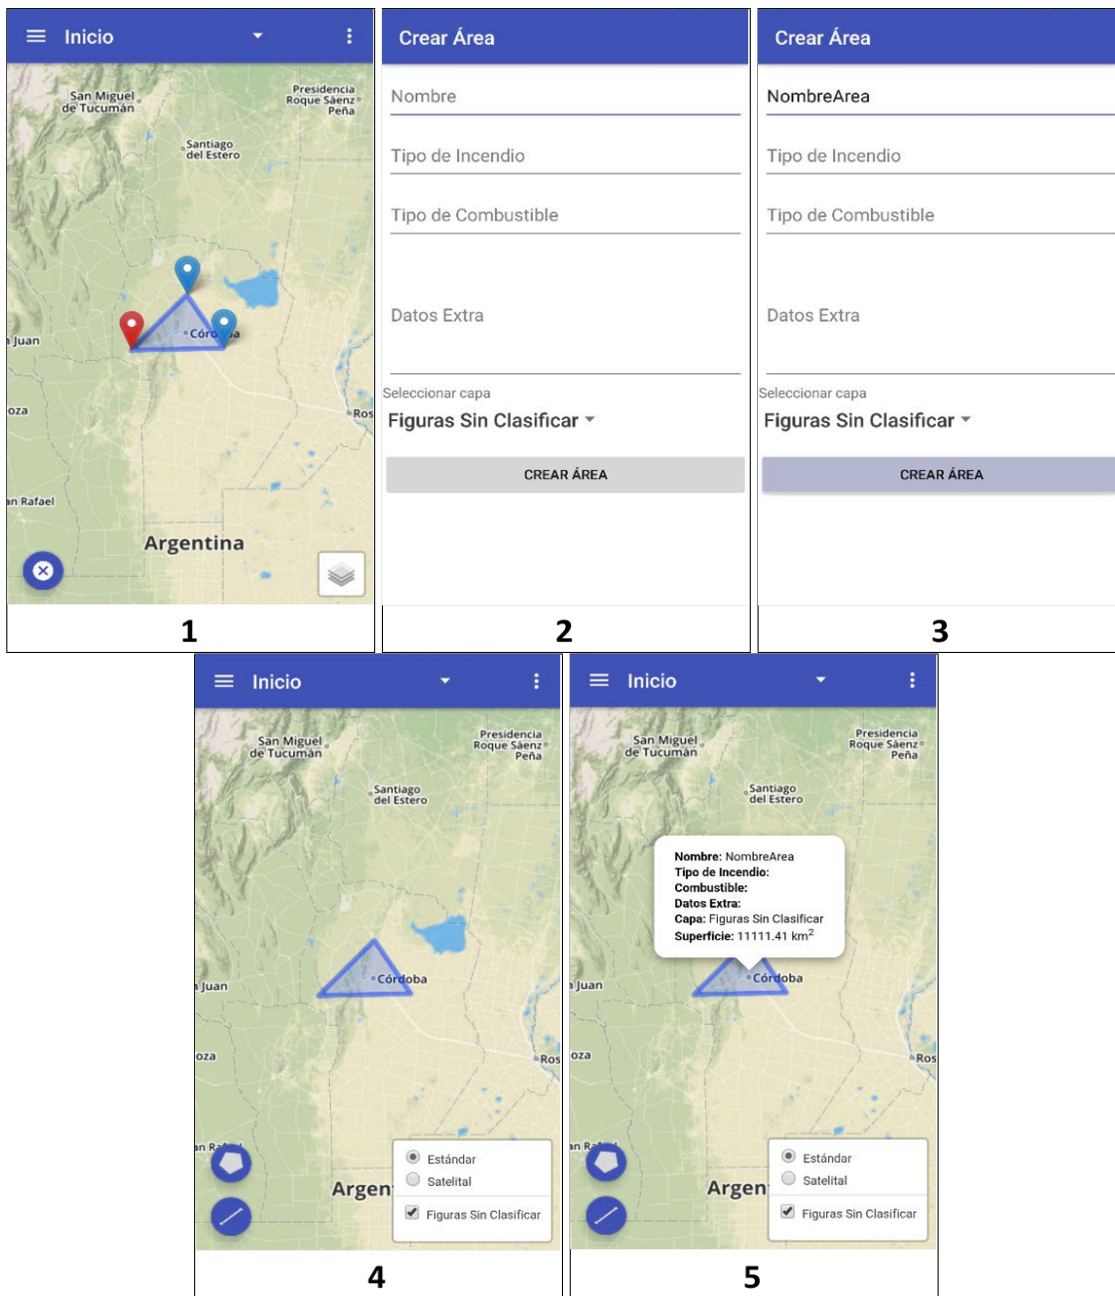 Inicio
San Miguel
de Tucumán
Presidencia
Roque Sáenz
Peña
Santiago
del Estero
Córdoba
Juan
oza
Ros
an Rafael
Argentina
1
Crear Área
Nombre
Tipo de Incendio
Tipo de Combustible
Datos Extra
Seleccionar capa
Figuras Sin Clasificar
CREAR ÁREA
2
Crear Área
NombreArea
Tipo de Incendio
Tipo de Combustible
Datos Extra
Seleccionar capa
Figuras Sin Clasificar
CREAR ÁREA
3
Inicio
San Miguel
de Tucumán
Presidencia
Roque Sáenz
Peña
Santiago
del Estero
Córdoba
Juan
oza
Ros
an Ra
Argen
Estándar
Satelital
Figuras Sin Clasificar
4
Inicio
San Miguel
de Tucumán
Presidencia
Roque Sáenz
Peña
Santiago
del Estero
Nombre: NombreArea
Tipo de Incendio:
Combustible:
Datos Extra:
Capa: Figuras Sin Clasificar
Superficie: 11111.41 km²
Córdoba
Juan
oza
Ros
an Ra
Argen
Estándar
Satelital
Figuras Sin Clasificar
5